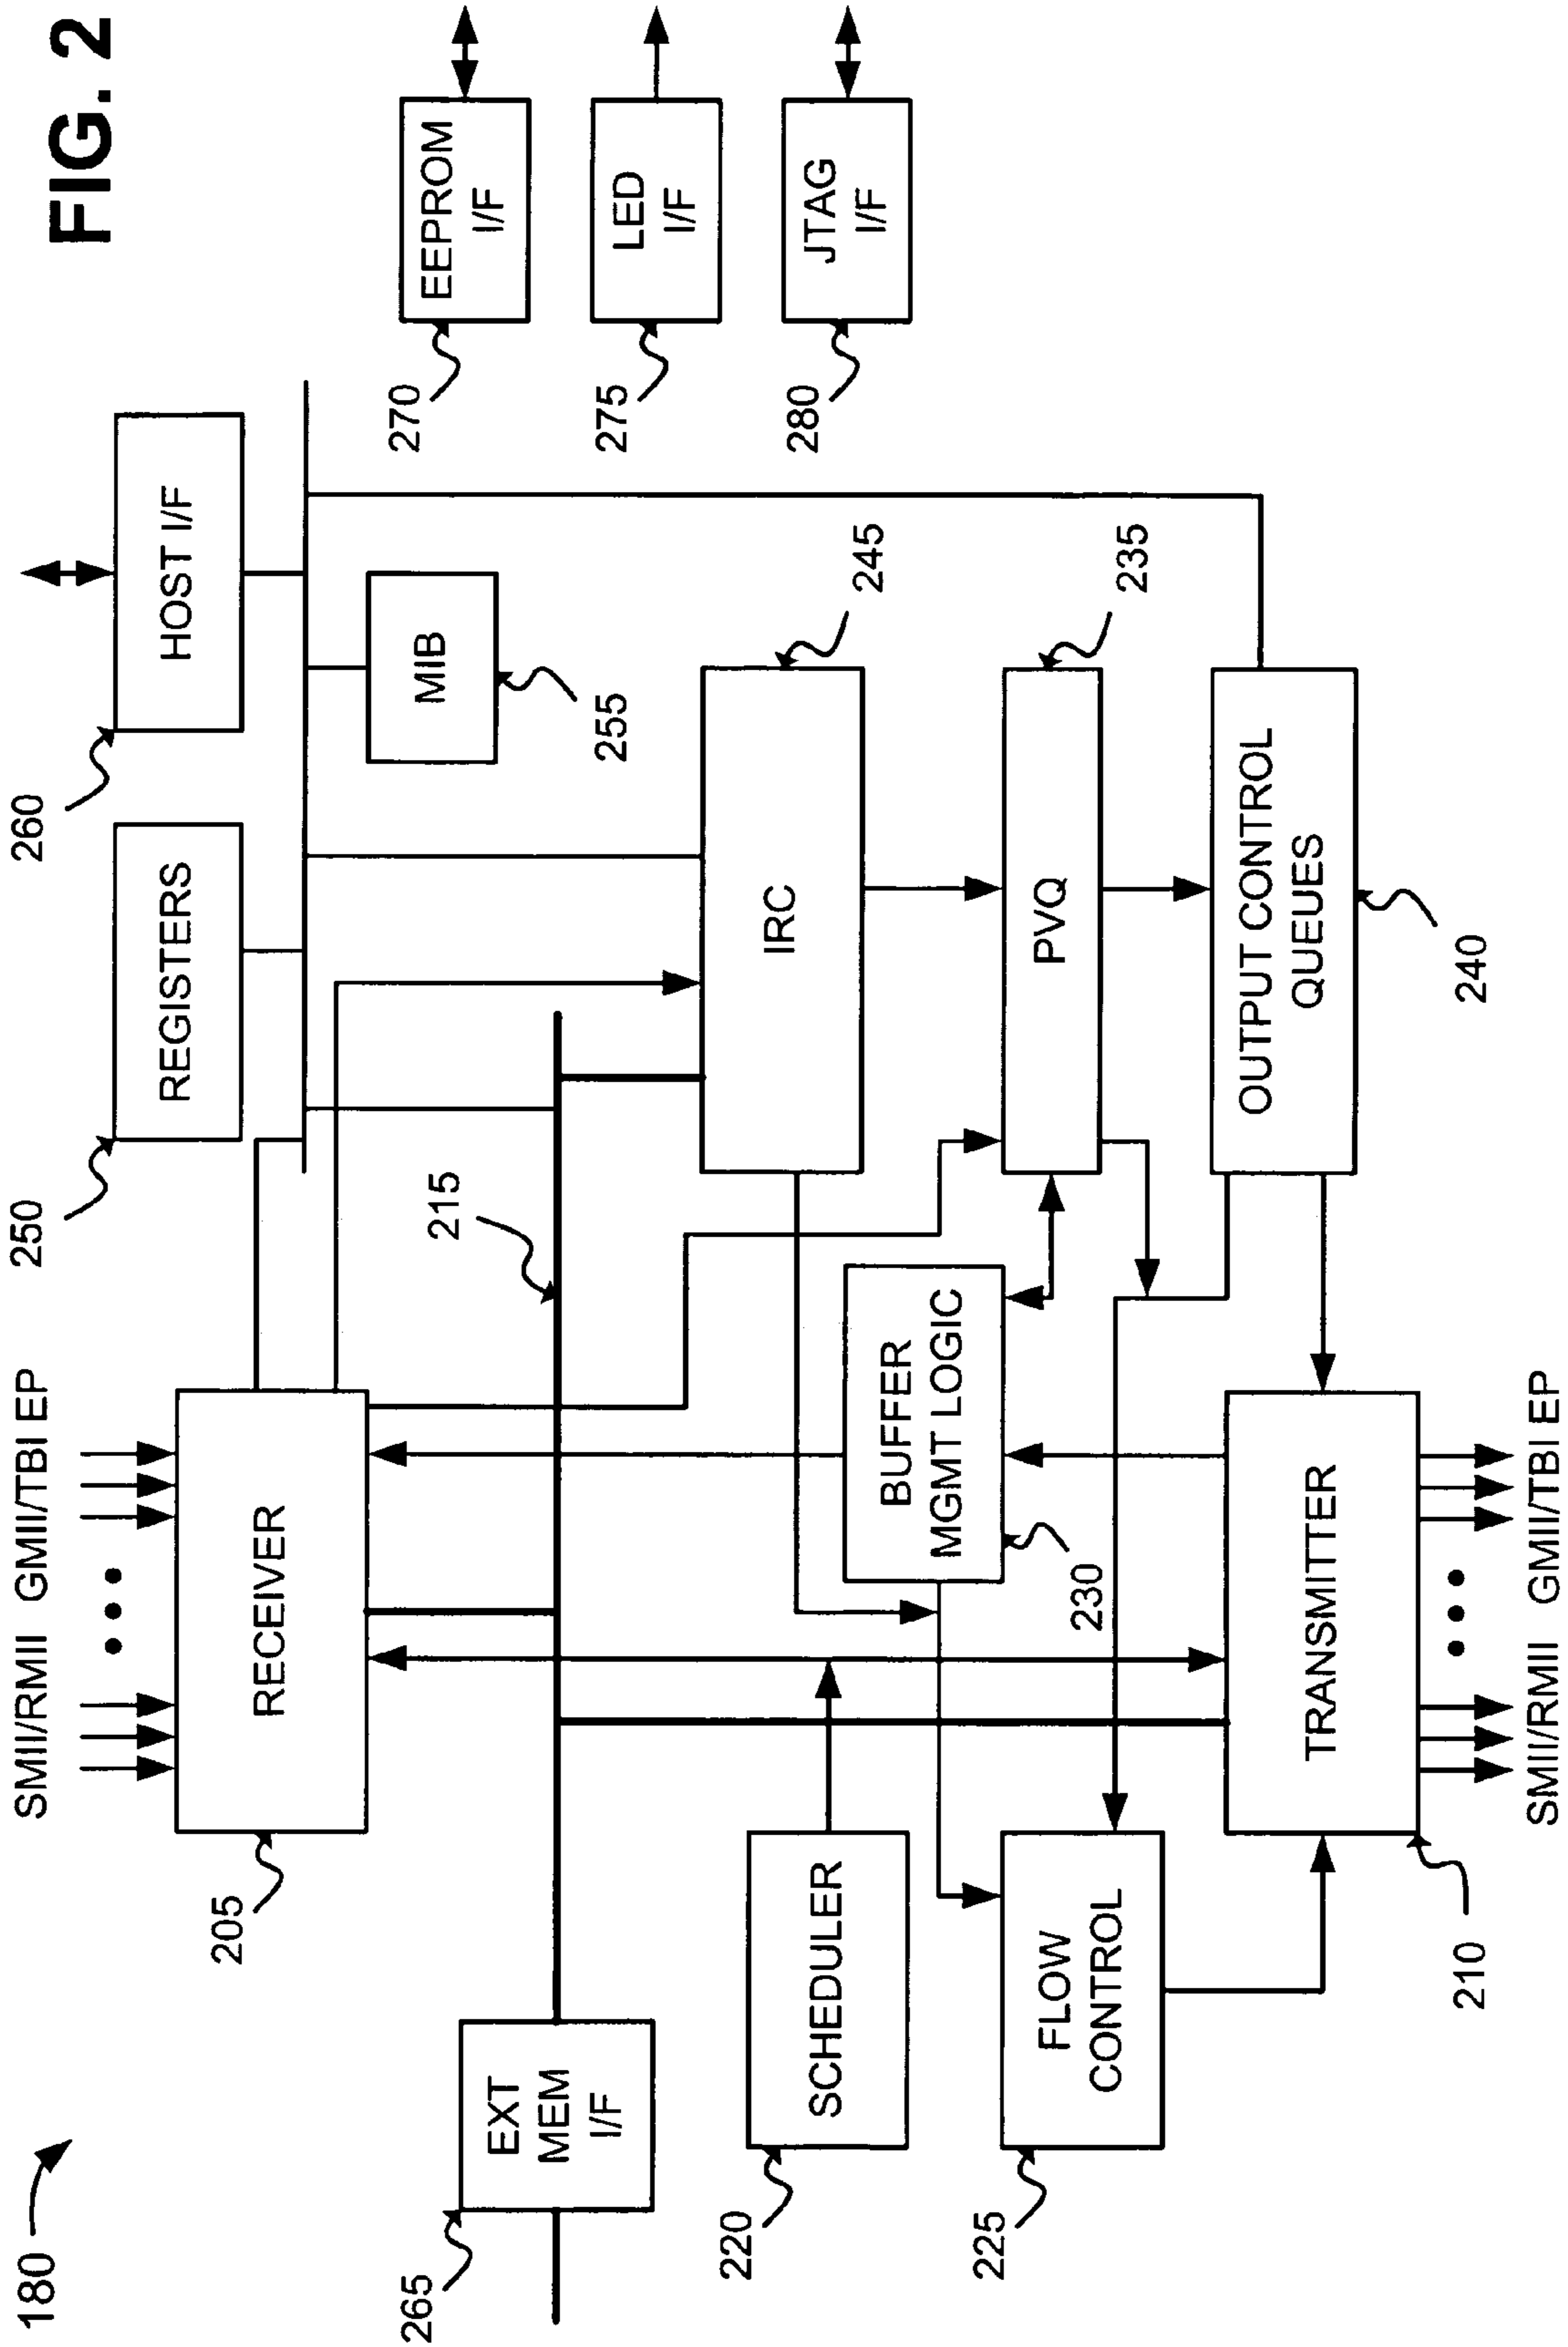 FIG. 2
180
SMII/RMII GMII/TBI EP
RECEIVER
205
250
REGISTERS
260
HOST I/F
MIB
255
215
EXT
MEM
I/F
265
EEPROM
I/F
270
LED
I/F
275
JTAG
I/F
280
IRC
245
SCHEDULER
220
BUFFER
MGMT LOGIC
230
PVQ
235
FLOW
CONTROL
225
OUTPUT CONTROL
QUEUES
240
TRANSMITTER
210
SMII/RMII GMII/TBI EP